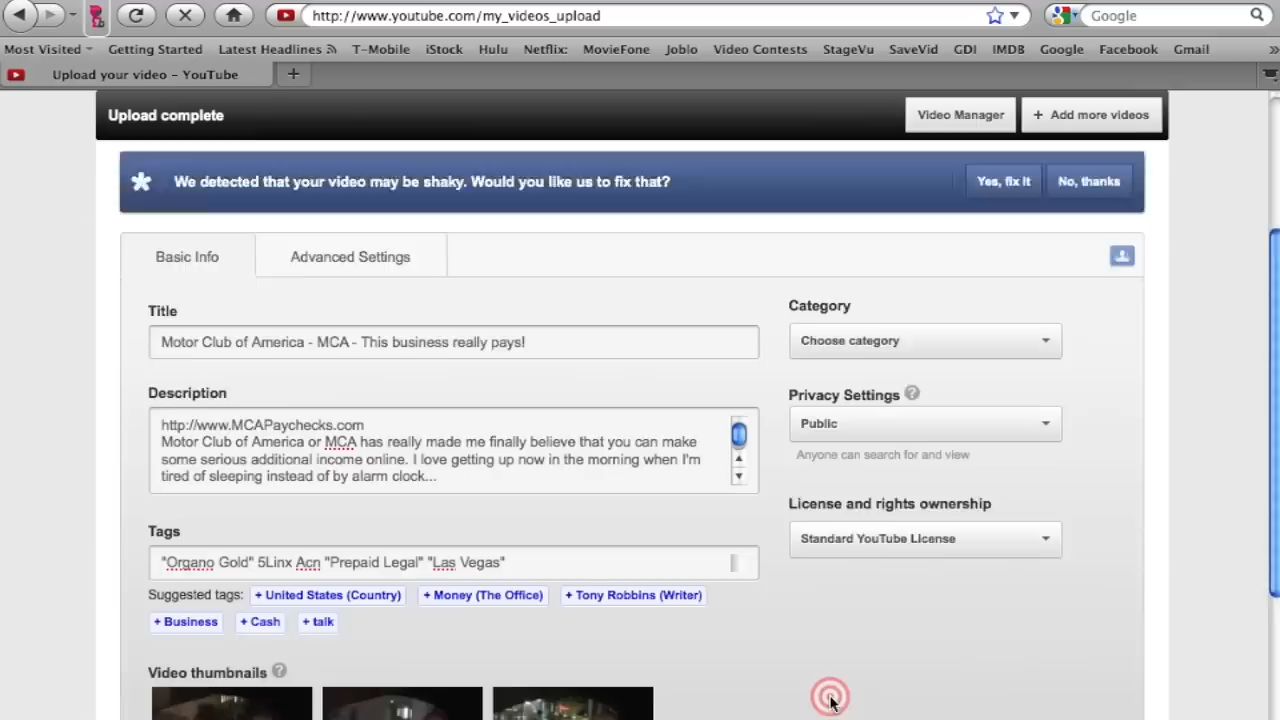 http://www.youtube.com/my_videos_upload
Google
Most Visited Getting Started Latest Headlines T-Mobile iStock Hulu Netflix: MovieFone Joblo Video Contests StageVu SaveVid GDI IMDB Google Facebook Gmail »
Upload your video – YouTube +
Upload complete
Video Manager
+ Add more videos
* We detected that your video may be shaky. Would you like us to fix that?
Yes, fix it
No, thanks
Basic Info
Advanced Settings
Title
Motor Club of America - MCA - This business really pays!
Description
http://www.MCAPaychecks.com
Motor Club of America or MCA has really made me finally believe that you can make
some serious additional income online. I love getting up now in the morning when I'm
tired of sleeping instead of by alarm clock...
Tags
"Organo Gold" 5Linx Acn "Prepaid Legal" "Las Vegas"
Suggested tags: + United States (Country) + Money (The Office) + Tony Robbins (Writer)
+ Business + Cash + talk
Video thumbnails ?
Category
Choose category
Privacy Settings ?
Public
Anyone can search for and view
License and rights ownership
Standard YouTube License